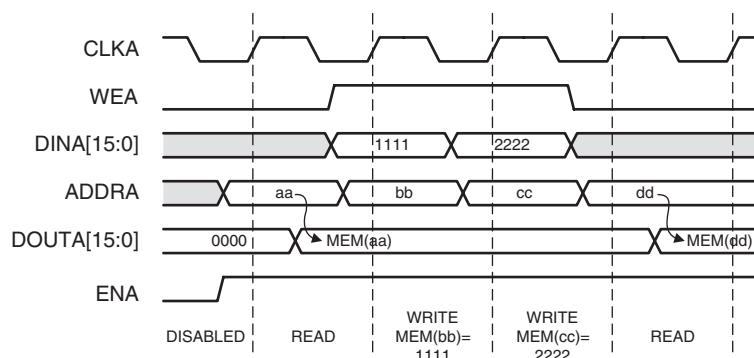 CLKA
WEA
DINA[15:0] 1111 2222
ADDRA aa bb cc dd
DOUTA[15:0] 0000 MEM(aa) MEM(dd)
ENA
DISABLED READ WRITE MEM(bb)= 1111 WRITE MEM(cc)= 2222 READ